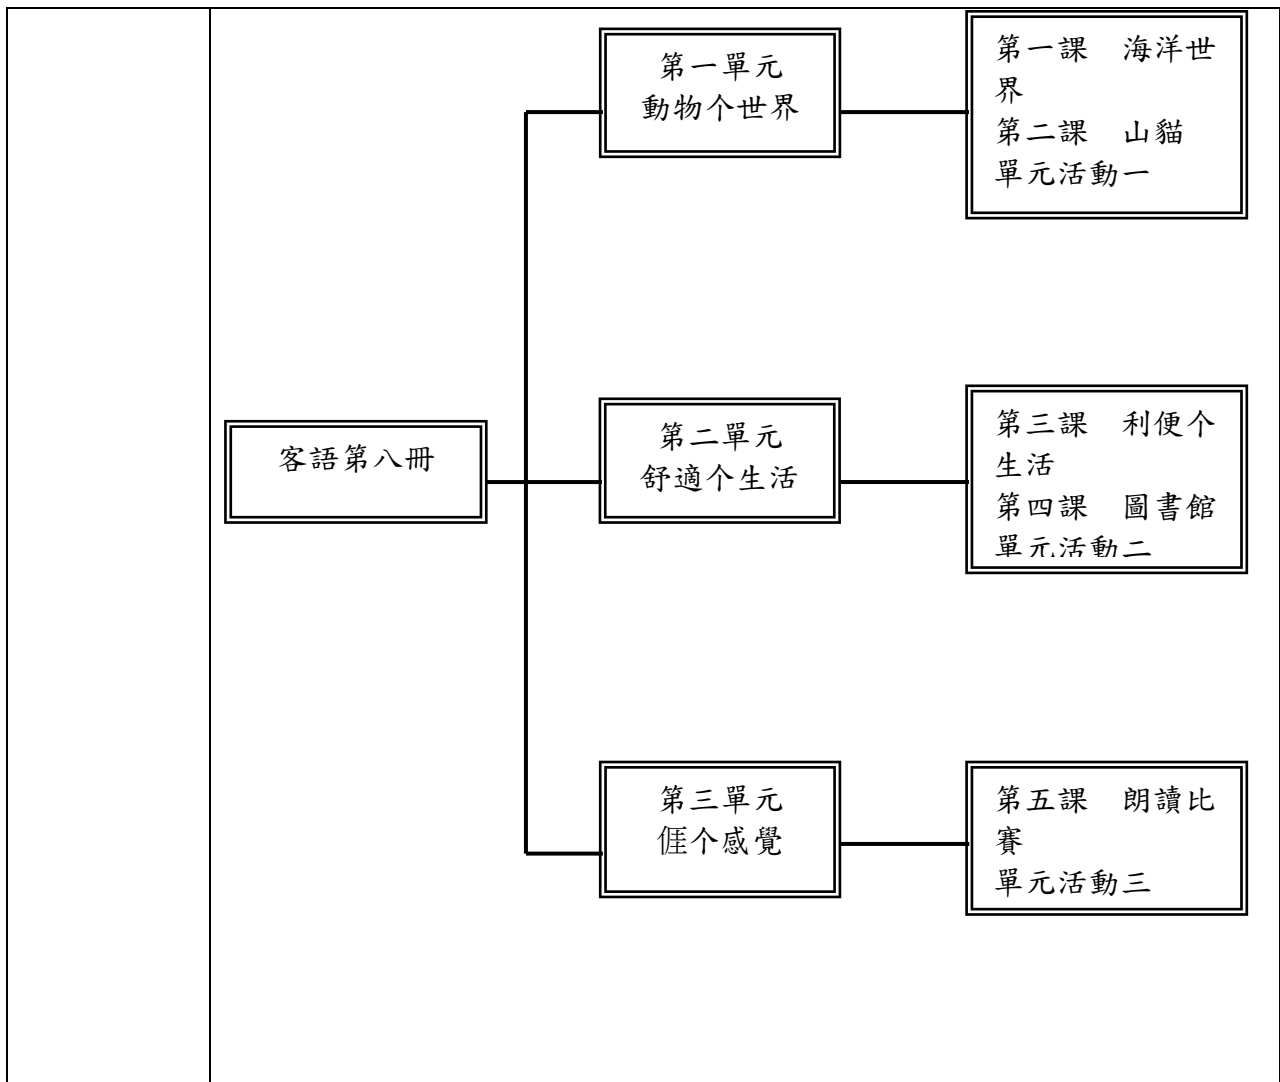 第一單元
動物个世界
第一課　海洋世
界
第二課　山貓
單元活動一
客語第八冊
第二單元
舒適个生活
第三課　利便个
生活
第四課　圖書館
單元活動二
第三單元
𠊎个感覺
第五課　朗讀比
賽
單元活動三